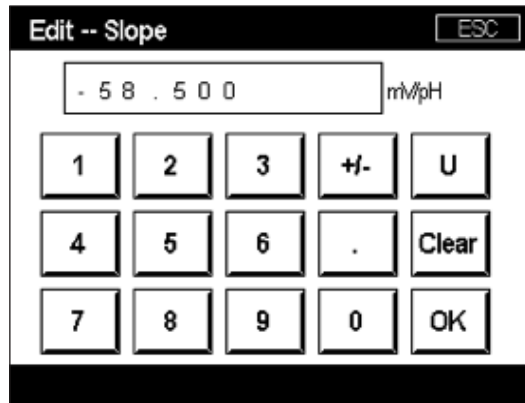 Edit -- Slope ESC
- 5 8 . 5 0 0 mV/pH
1 2 3 +/- U
4 5 6 . Clear
7 8 9 0 OK